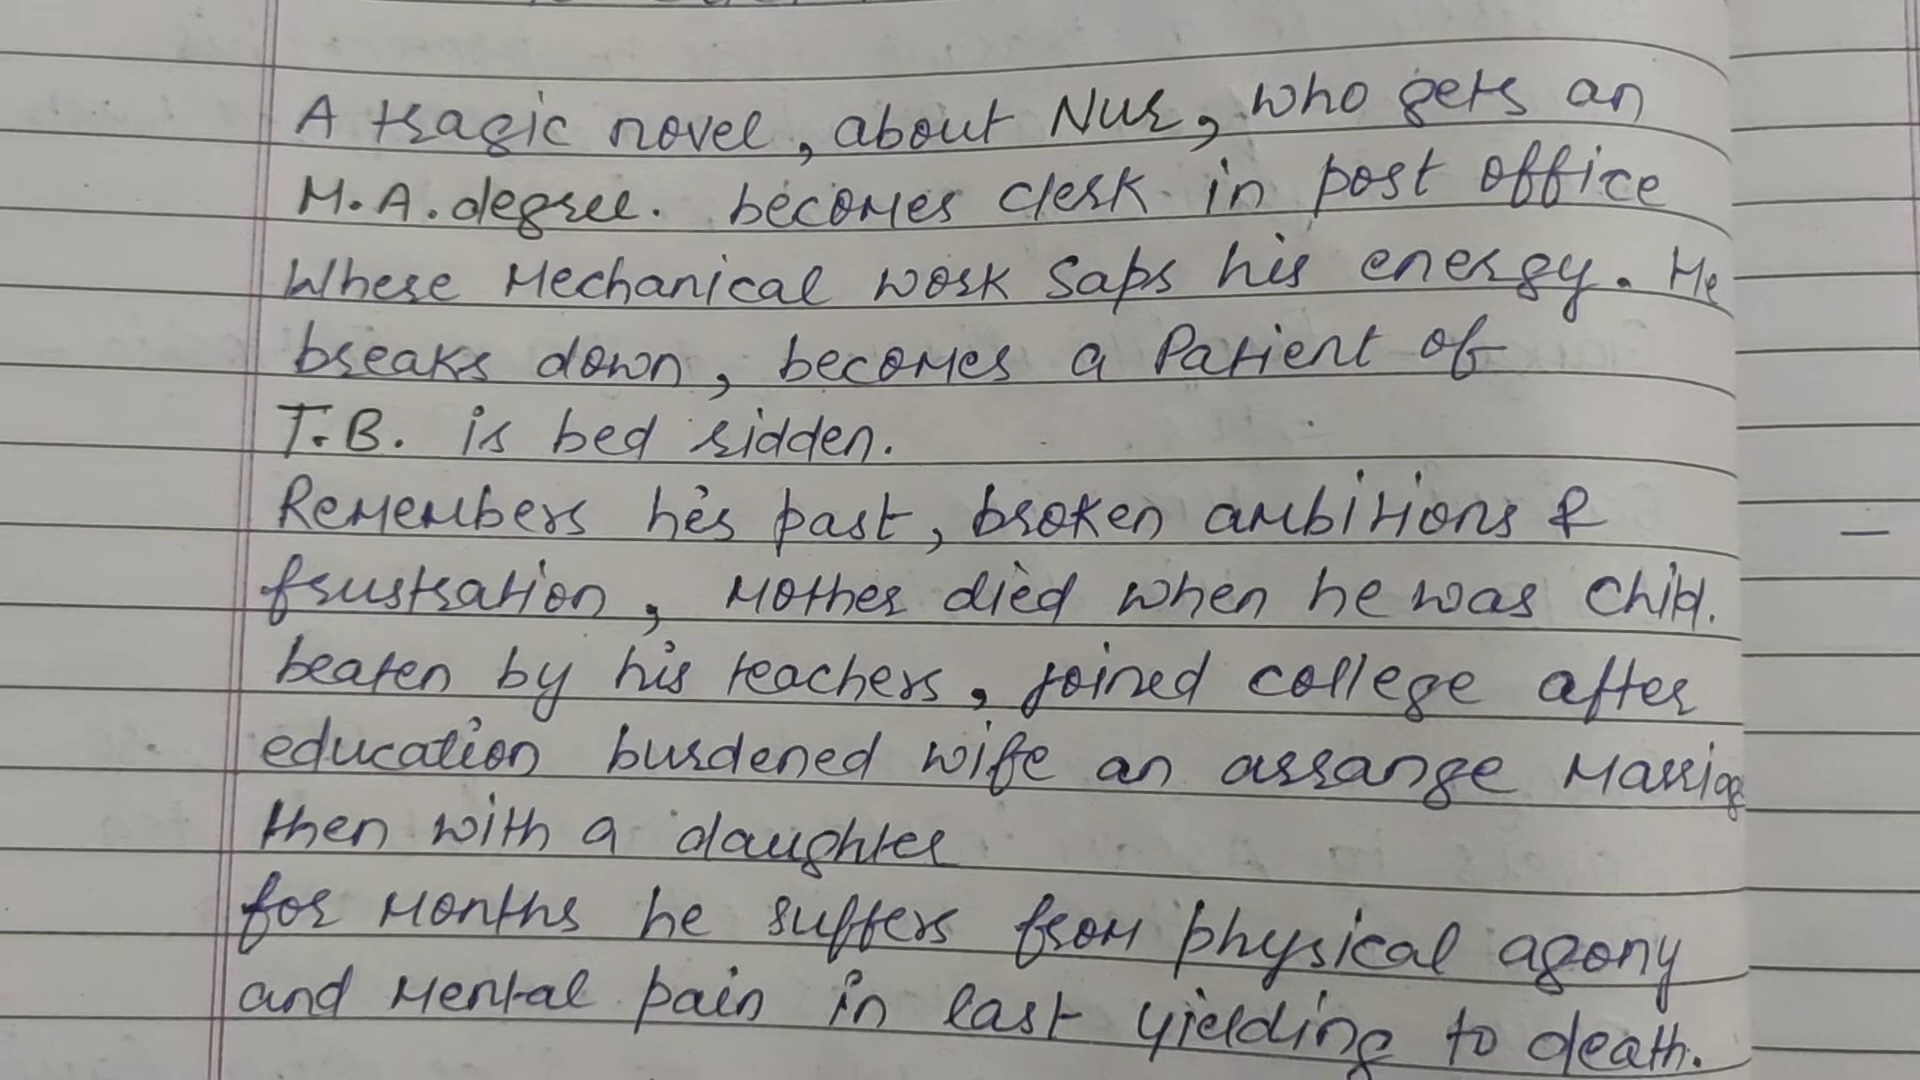 A tragic novel, about Nur, who gets an
M.A. degree. becomes clerk in post office
Where Mechanical work Saps his energy. He
breaks down, becomes a Patient of
T.B. is bed ridden.
Remembers his past, broken ambitions &
frustration, Mother died when he was child.
beaten by his teachers, joined college after
education burdened wife an arrange Marriag
then with a daughter
for Months he suffers from physical agony
and Mental pain in last yielding to death.